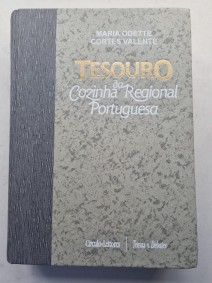 MARIA ODETTE
CORTES VALENTE
TESOURO
da
Cozinha Regional
Portuguesa
Círculo de Leitores
Temas e Debates